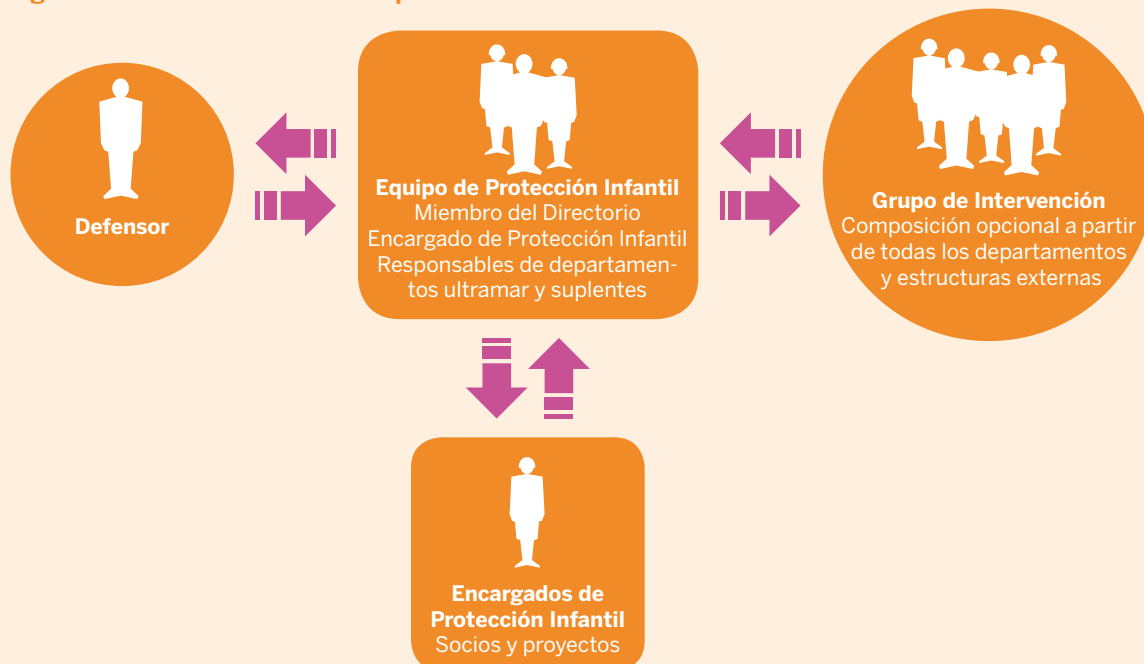 Defensor
Equipo de Protección Infantil
Miembro del Directorio
Encargado de Protección Infantil
Responsables de departamen-
tos ultramar y suplentes
Grupo de Intervención
Composición opcional a partir
de todas los departamentos
y estructuras externas
Encargados de
Protección Infantil
Socios y proyectos